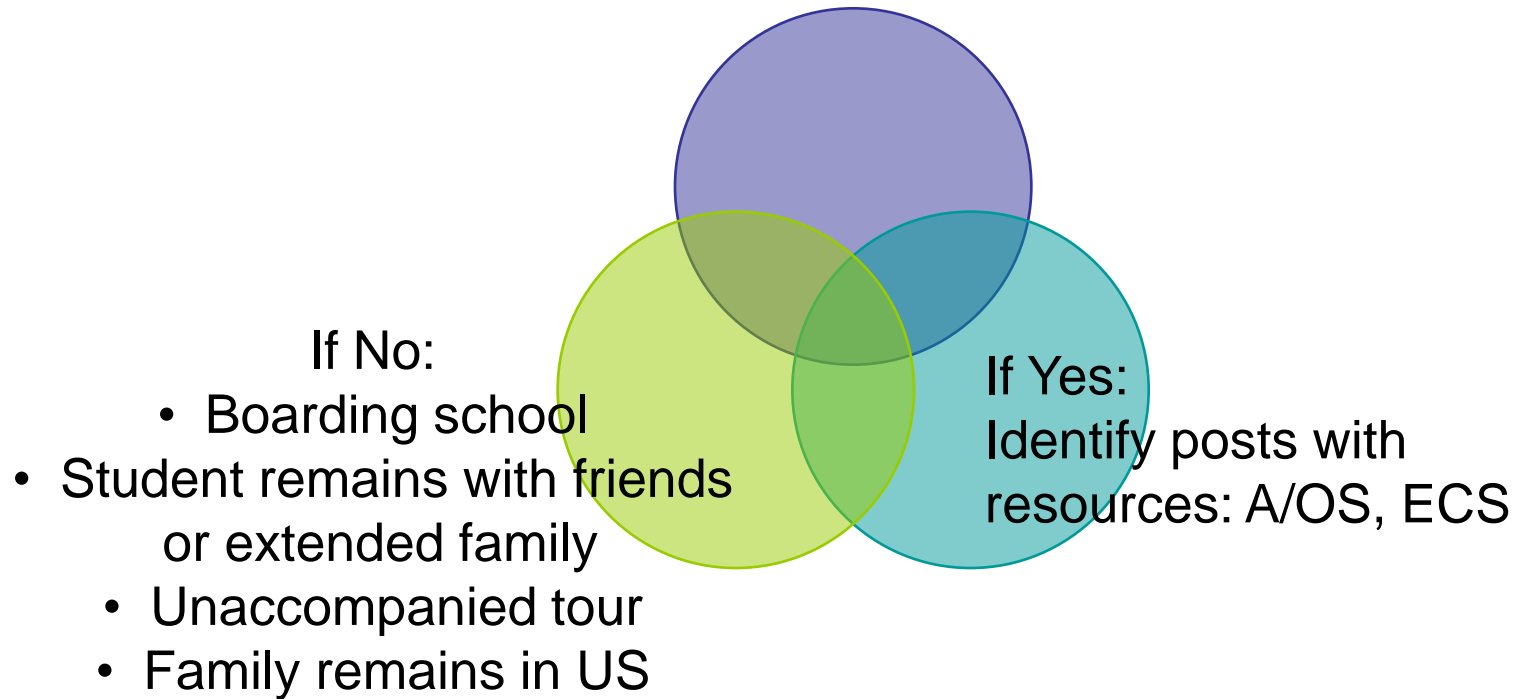 If No:
• Boarding school
• Student remains with friends
or extended family
• Unaccompanied tour
• Family remains in US
If Yes:
Identify posts with
resources: A/OS, ECS